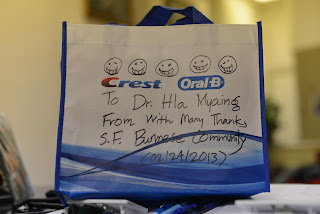 Crest Oral-B
To Dr. Hla Myaing
From With Many Thanks
S.F. Burmese Community
(02/24/2013)